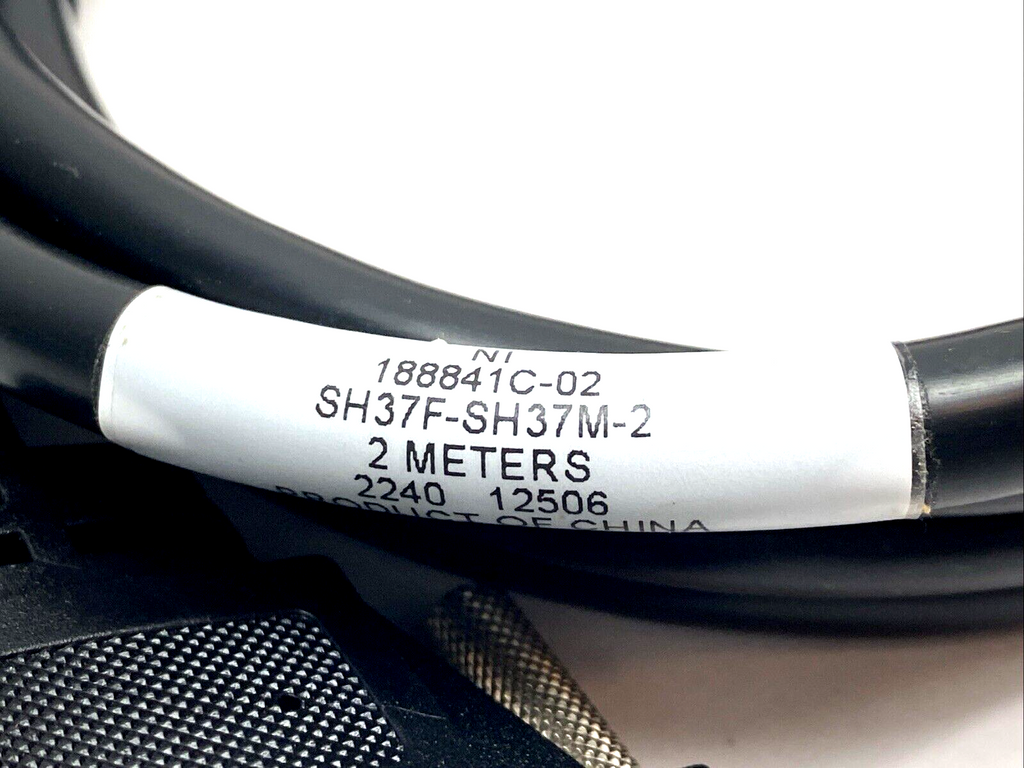 NI
188841C-02
SH37F-SH37M-2
2 METERS
2240 12506
PRODUCT OF CHINA